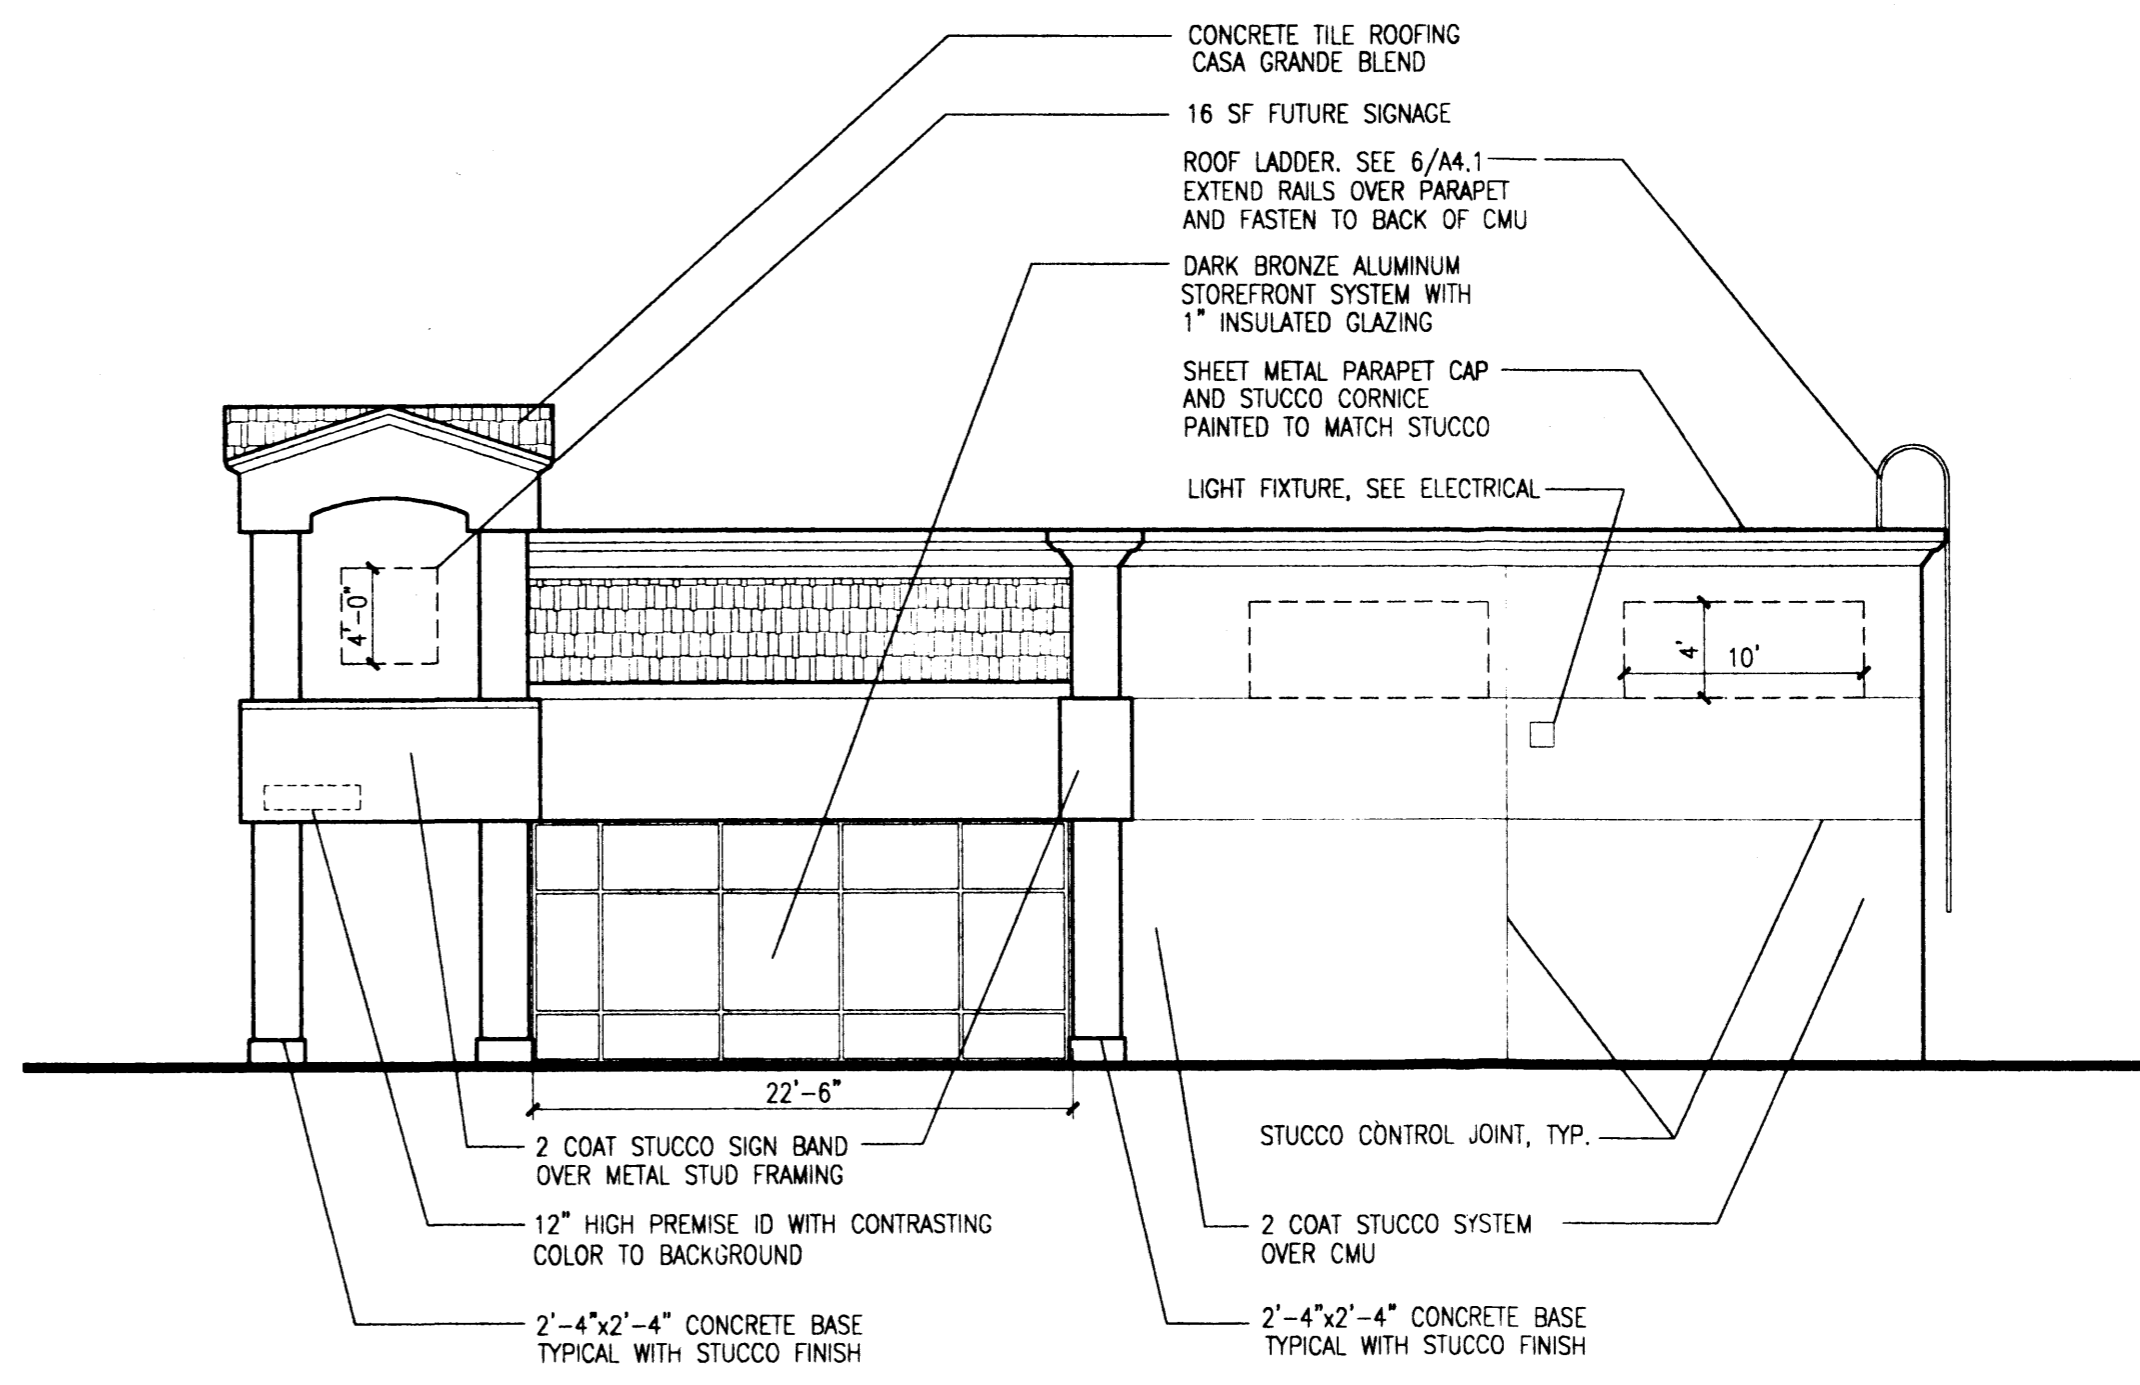 CONCRETE TILE ROOFING
CASA GRANDE BLEND
16 SF FUTURE SIGNAGE
ROOF LADDER. SEE 6/A4.1
EXTEND RAILS OVER PARAPET
AND FASTEN TO BACK OF CMU
DARK BRONZE ALUMINUM
STOREFRONT SYSTEM WITH
1" INSULATED GLAZING
SHEET METAL PARAPET CAP
AND STUCCO CORNICE
PAINTED TO MATCH STUCCO
LIGHT FIXTURE, SEE ELECTRICAL
4'-0"
4'
10'
22'-6"
2 COAT STUCCO SIGN BAND
OVER METAL STUD FRAMING
12" HIGH PREMISE ID WITH CONTRASTING
COLOR TO BACKGROUND
2'-4"x2'-4" CONCRETE BASE
TYPICAL WITH STUCCO FINISH
STUCCO CONTROL JOINT, TYP.
2 COAT STUCCO SYSTEM
OVER CMU
2'-4"x2'-4" CONCRETE BASE
TYPICAL WITH STUCCO FINISH